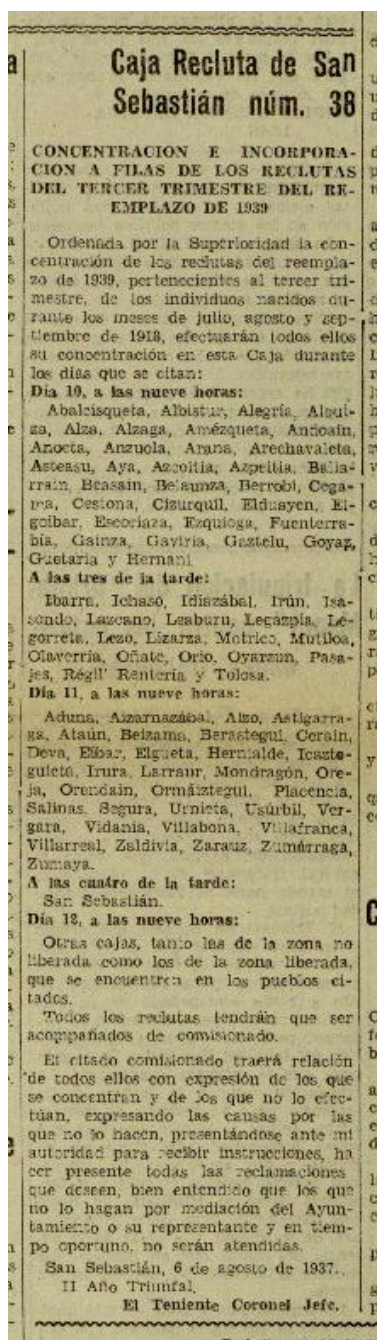 Caja Recluta de San
Sebastián núm. 38
CONCENTRACION E INCORPORA-
CION A FILAS DE LOS RECLUTAS
DEL TERCER TRIMESTRE DEL RE-
EMPLAZO DE 1939
Ordenada por la Superioridad la con-
centración de los reclutas del reempla-
zo de 1939, pertenecientes al tercer tri-
mestre, de los individuos nacidos du-
rante los meses de julio, agosto y sep-
tiembre de 1918, efectuarán todos ellos
su concentración en esta Caja durante
los días que se citan:
Día 10, a las nueve horas:
Abalcisqueta, Albistur, Alegría, Alquí-
za, Alza, Alzaga, Amézqueta, Andoain,
Anoeta, Anzuola, Arana, Arechavaleta,
Asteasu, Aya, Azcoitia, Azpeitia, Balia-
rrain, Beasain, Belaunza, Berrobi, Cega-
ma, Cestona, Cizurquil, Elduayen, El-
goibar, Escoriaza, Ezquioga, Fuenterra-
bía, Gainza, Gaviria, Gaztelu, Goyaz,
Guetaria y Hernani
A las tres de la tarde:
Ibarra, Ichaso, Idiazábal, Irún, Isa-
sondo, Lazcano, Leaburu, Legazpia, Le-
gorreta, Lezo, Lizarza, Motrico, Mutiloa,
Olaverría, Oñate, Orio, Oyarzun, Pasa-
jes, Régil' Rentería y Tolosa.
Día 11, a las nueve horas:
Aduna, Aizarnazábal, Alzo, Astigarra-
ga, Ataún, Beizama, Berastegui, Cerain,
Deva, Eibar, Elgueta, Hernialde, Icazte-
guieta, Irura, Larraur, Mondragón, Ore-
ja, Orendain, Ormáiztegui, Placencia,
Salinas, Segura, Urnieta, Usúrbil, Ver-
gara, Vidania, Villabona, Villafranca,
Villarreal, Zaldivia, Zarauz, Zumárraga,
Zumaya.
A las cuatro de la tarde:
San Sebastián.
Día 12, a las nueve horas:
Otras cajas, tanto las de la zona no
liberada como los de la zona liberada,
que se encuentren en los pueblos ci-
tados.
Todos los reclutas tendrán que ser
acompañados de comisionado.
El citado comisionado traerá relación
de todos ellos con expresión de los que
se concentran y de los que no lo efec-
túan, expresando las causas por las
que no lo hacen, presentándose ante mi
autoridad para recibir instrucciones, ha
cer presente todas las reclamaciones
que deseen, bien entendido que los que
no lo hagan por mediación del Ayun-
tamiento o su representante y en tiem-
po oportuno, no serán atendidas.
San Sebastián, 6 de agosto de 1937.
II Año Triunfal.
El Teniente Coronel Jefe.